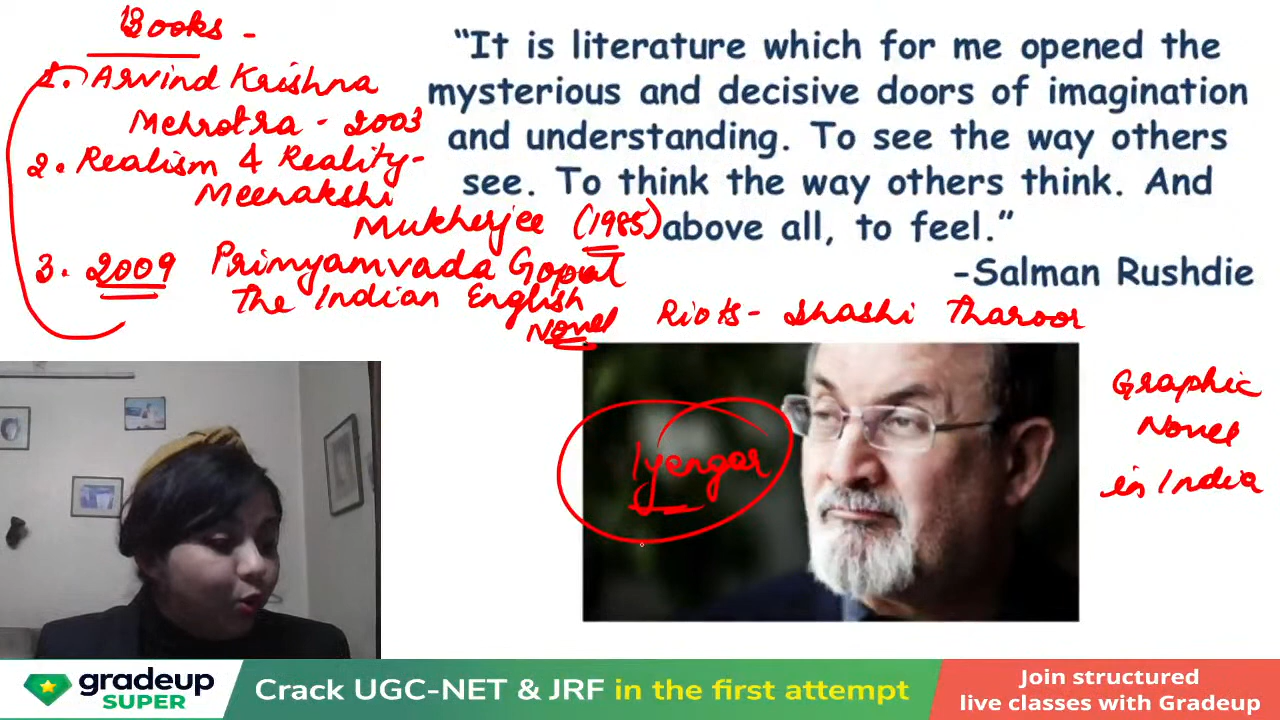 Books -
1. Arvind Krishna
Mehrotra - 2003
2. Realism & Reality-
Meenakshi
Mukherjee (1985)
3. 2009 Primyamvada Gopal
the Indian English
Novel
"It is literature which for me opened the
mysterious and decisive doors of imagination
and understanding. To see the way others
see. To think the way others think. And
above all, to feel."
-Salman Rushdie
Riots- Shashi Tharoor
Iyengar
Graphic
Novel
in India
gradeup
SUPER
Crack UGC-NET & JRF in the first attempt
Join structured
live classes with Gradeup